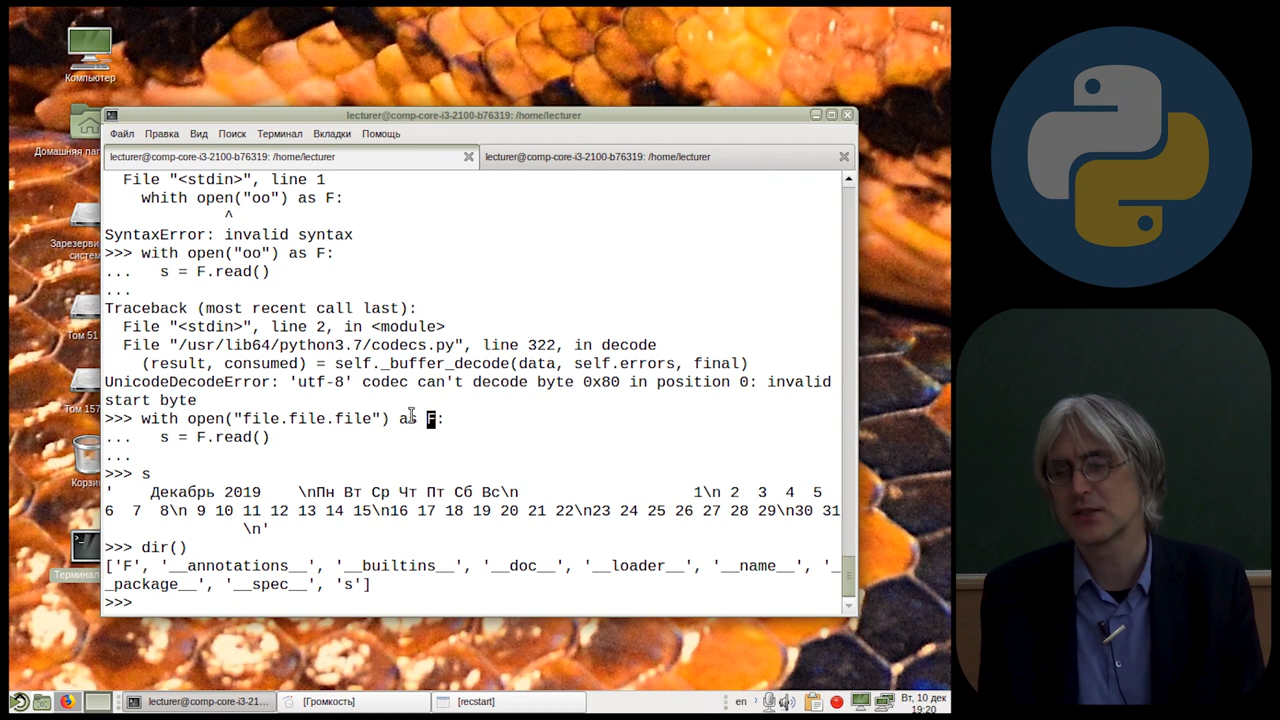 Компьютер
Домашняя пап
Зарезерви
систем
Том 51
Том 157
Корзи
Терминал
lecturer@comp-core-i3-2100-b76319: /home/lecturer
Файл Правка Вид Поиск Терминал Вкладки Помощь
lecturer@comp-core-i3-2100-b76319: /home/lecturer lecturer@comp-core-i3-2100-b76319: /home/lecturer
File "<stdin>", line 1
whith open("oo") as F:
^
SyntaxError: invalid syntax
>>> with open("oo") as F:
... s = F.read()
...
Traceback (most recent call last):
File "<stdin>", line 2, in <module>
File "/usr/lib64/python3.7/codecs.py", line 322, in decode
(result, consumed) = self._buffer_decode(data, self.errors, final)
UnicodeDecodeError: 'utf-8' codec can't decode byte 0x80 in position 0: invalid
start byte
>>> with open("file.file.file") as F:
... s = F.read()
...
>>> s
' Декабрь 2019 \nПн Вт Ср Чт Пт Сб Вс\n 1\n 2 3 4 5
6 7 8\n 9 10 11 12 13 14 15\n16 17 18 19 20 21 22\n23 24 25 26 27 28 29\n30 31
\n'
>>> dir()
['F', '__annotations__', '__builtins__', '__doc__', '__loader__', '__name__', '_
_package__', '__spec__', 's']
>>>
lecturer@comp-core-i3-21... [Громкость] [recstart] en Вт, 10 дек
19:20